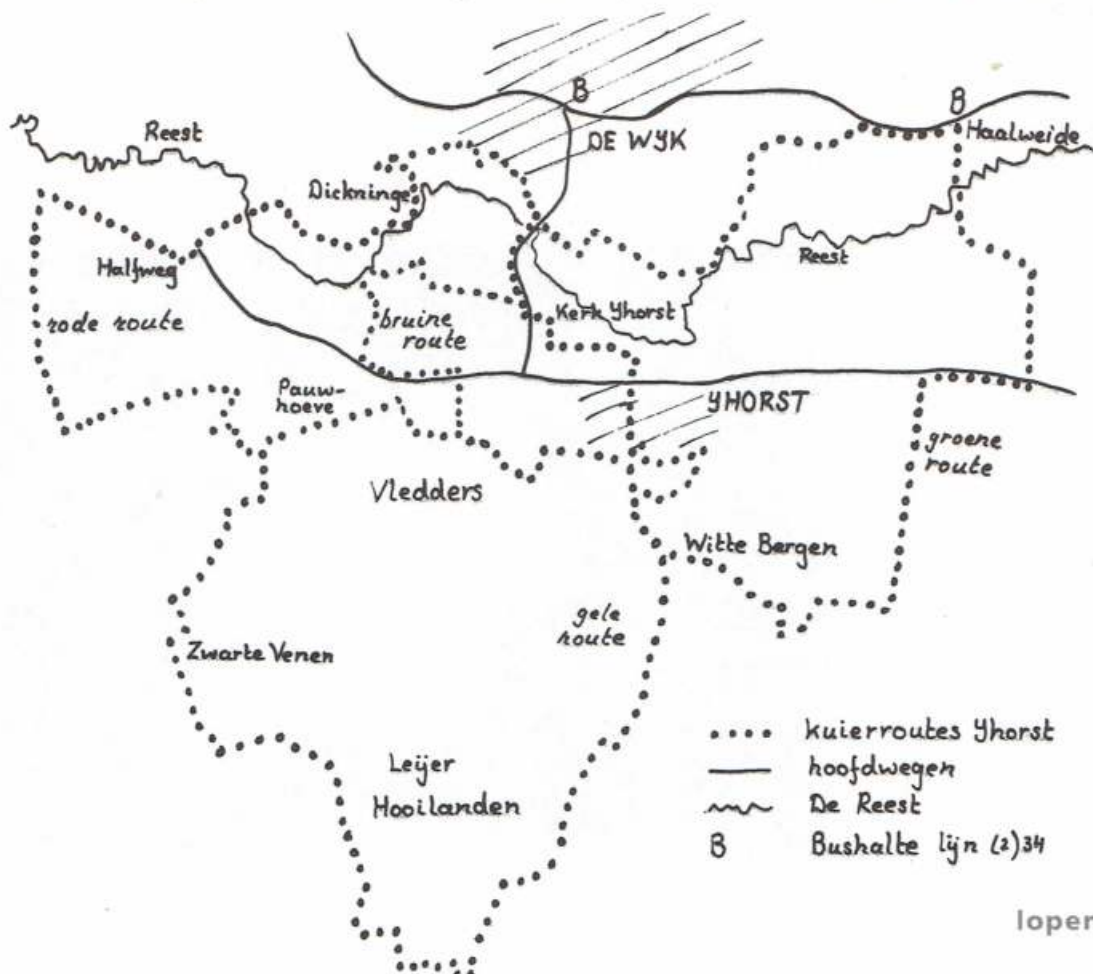 B
B
Reest
DE WYK
Haalweide
Dickninge
Reest
Halfweg
Kerk Yhorst
rode route
bruine
route
Pauw-
hoeve
YHORST
groene
route
Vledders
Witte Bergen
gele
route
Zwarte Venen
Leijer
Hooilanden
kuierroutes Yhorst
hoofdwegen
De Reest
B Bushalte lijn (2)34
loper